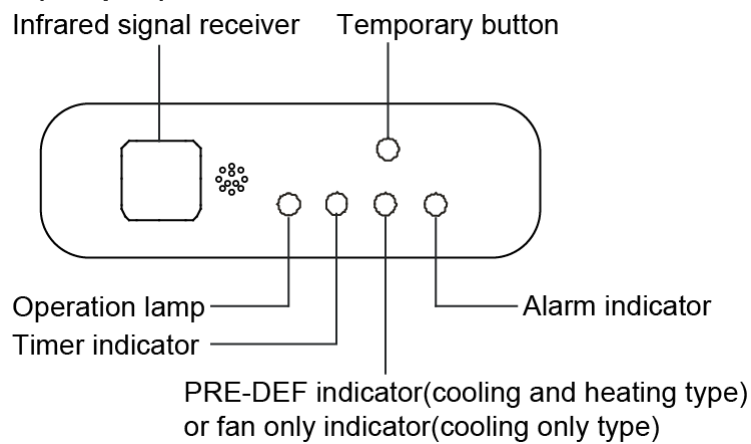 Infrared signal receiver
Temporary button
Operation lamp
Alarm indicator
Timer indicator
PRE-DEF indicator(cooling and heating type)
or fan only indicator(cooling only type)